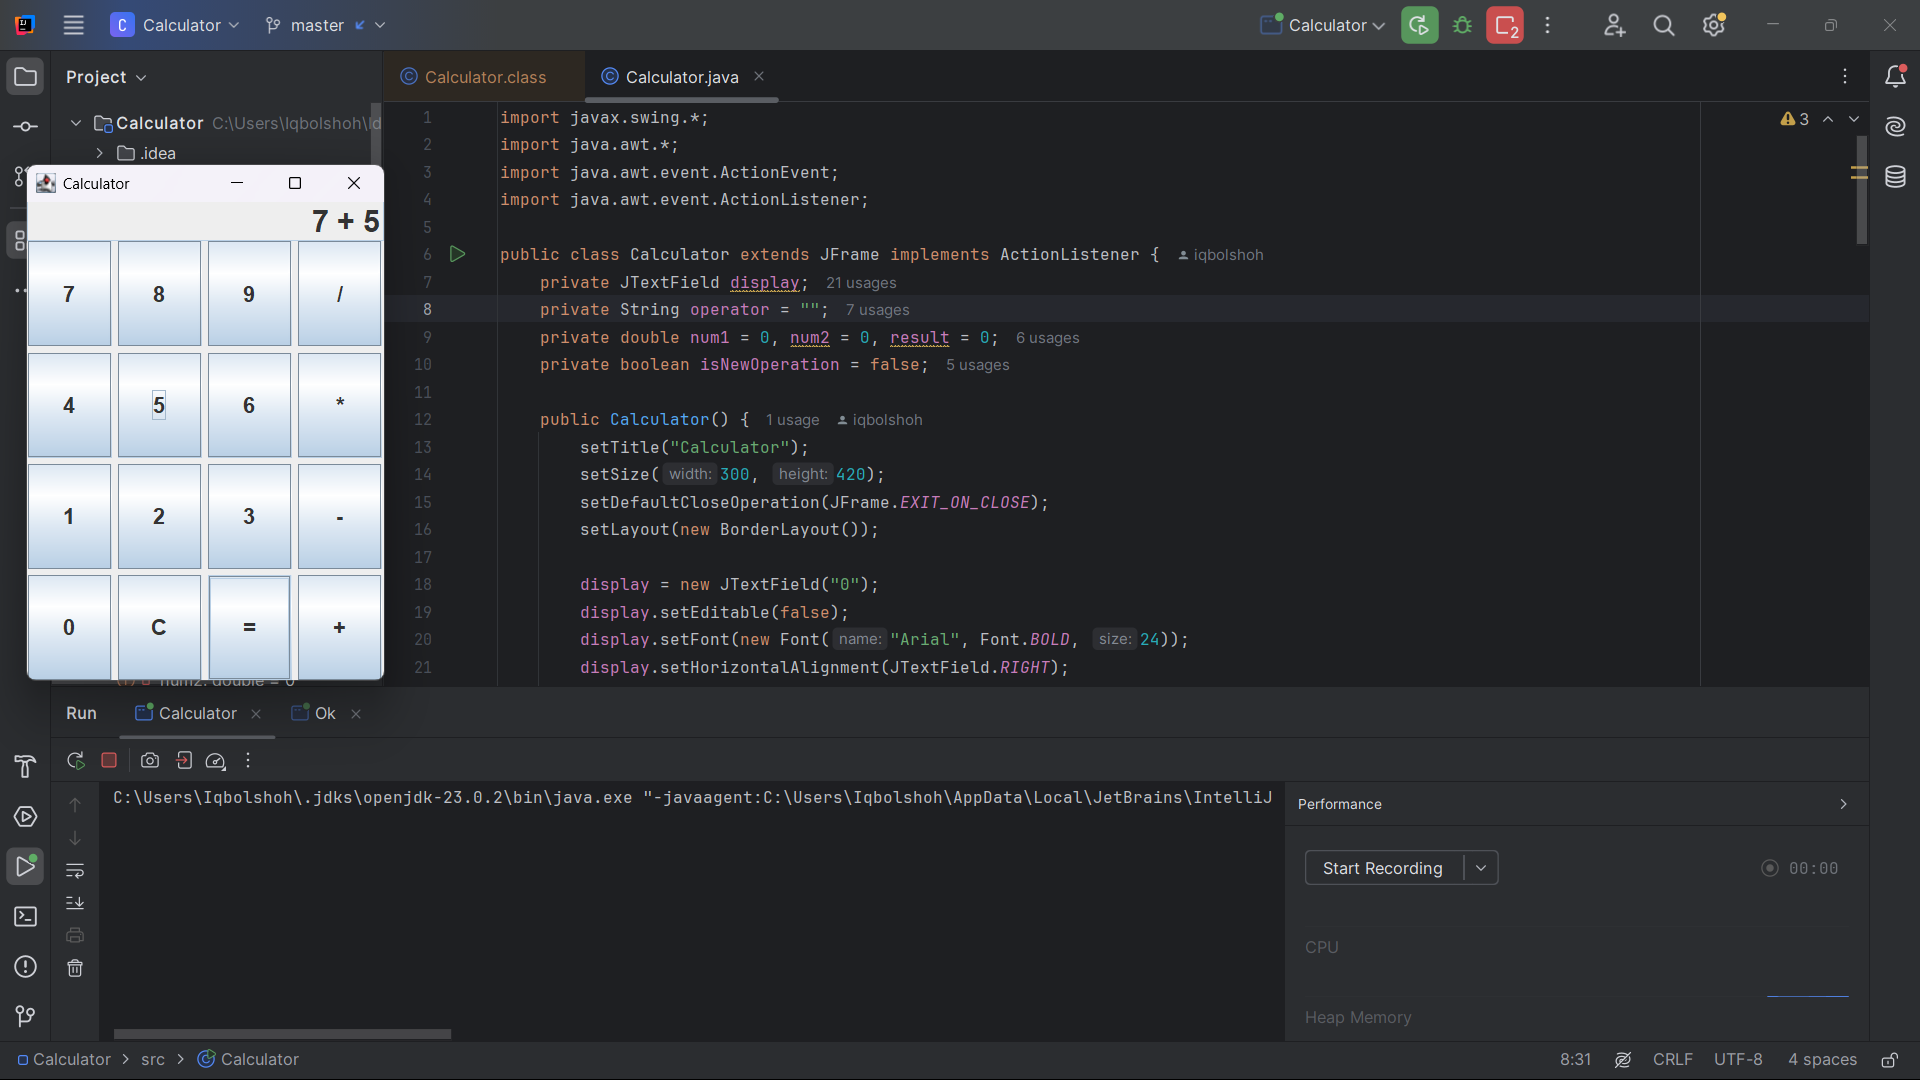 C Calculator master Calculator 2
Project
Calculator.class Calculator.java
Calculator C:\Users\Iqbolshoh\Id
.idea
Calculator
7 + 5
7 8 9 /
4 5 6 *
1 2 3 -
0 C = +
num2: double = 0
3
1 import javax.swing.*;
2 import java.awt.*;
3 import java.awt.event.ActionEvent;
4 import java.awt.event.ActionListener;
5
6 public class Calculator extends JFrame implements ActionListener { iqbolshoh
7 private JTextField display; 21 usages
8 private String operator = ""; 7 usages
9 private double num1 = 0, num2 = 0, result = 0; 6 usages
10 private boolean isNewOperation = false; 5 usages
11
12 public Calculator() { 1 usage iqbolshoh
13 setTitle("Calculator");
14 setSize( width: 300, height: 420);
15 setDefaultCloseOperation(JFrame.EXIT_ON_CLOSE);
16 setLayout(new BorderLayout());
17
18 display = new JTextField("0");
19 display.setEditable(false);
20 display.setFont(new Font( name: "Arial", Font.BOLD, size: 24));
21 display.setHorizontalAlignment(JTextField.RIGHT);
Run Calculator Ok
C:\Users\Iqbolshoh\.jdks\openjdk-23.0.2\bin\java.exe "-javaagent:C:\Users\Iqbolshoh\AppData\Local\JetBrains\IntelliJ
Performance
Start Recording 00:00
CPU
Heap Memory
Calculator > src > Calculator 8:31 CRLF UTF-8 4 spaces